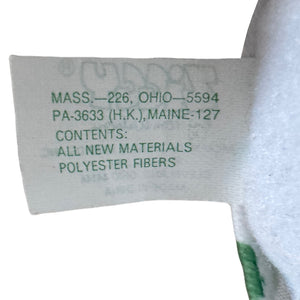 MASS.—226, OHIO—5594
PA-3633 (H.K.),MAINE-127
CONTENTS:
ALL NEW MATERIALS
POLYESTER FIBERS